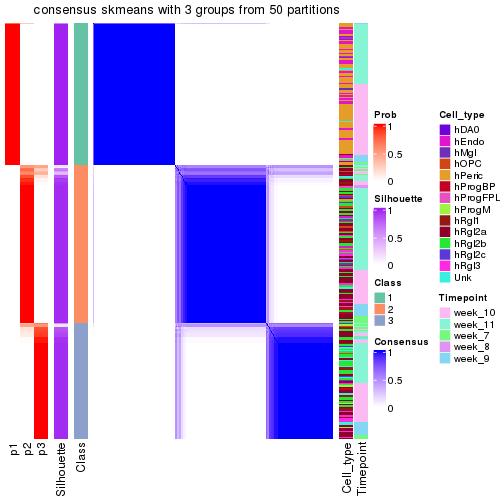 consensus skmeans with 3 groups from 50 partitions
Prob
1
0.5
0
Silhouette
1
0.5
0
Class
1
2
3
Consensus
1
0.5
0
Cell_type
hDA0
hEndo
hMgl
hOPC
hPeric
hProgBP
hProgFPL
hProgM
hRgl1
hRgl2a
hRgl2b
hRgl2c
hRgl3
Unk
Timepoint
week_10
week_11
week_7
week_8
week_9
p1
p2
p3
Silhouette
Class
Cell_type
Timepoint